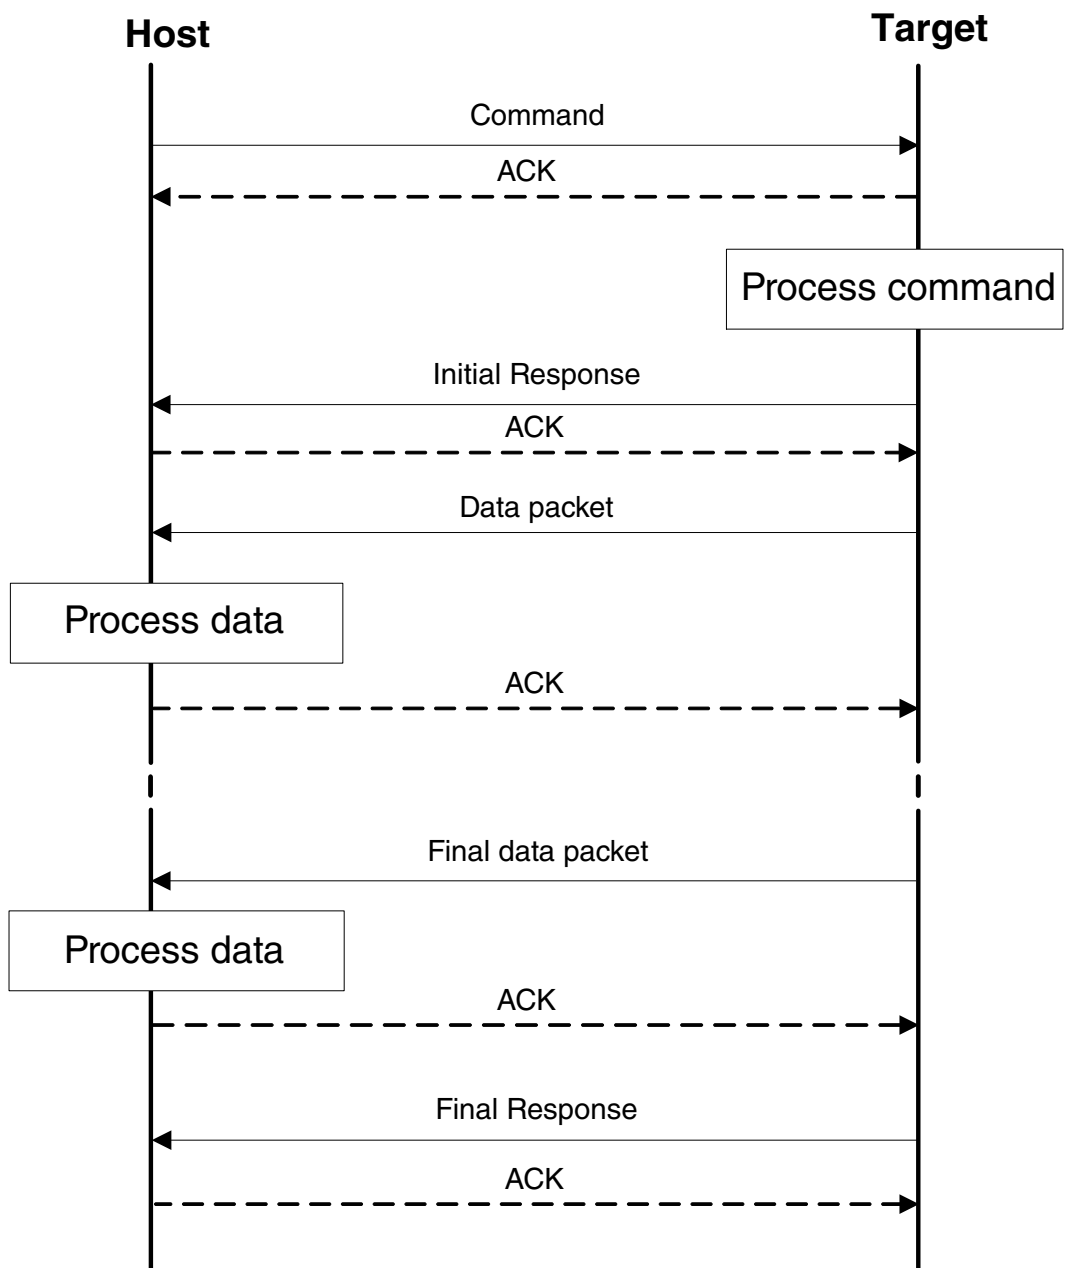 Host
Target
Command
ACK
Process command
Initial Response
ACK
Data packet
Process data
ACK
Final data packet
Process data
ACK
Final Response
ACK